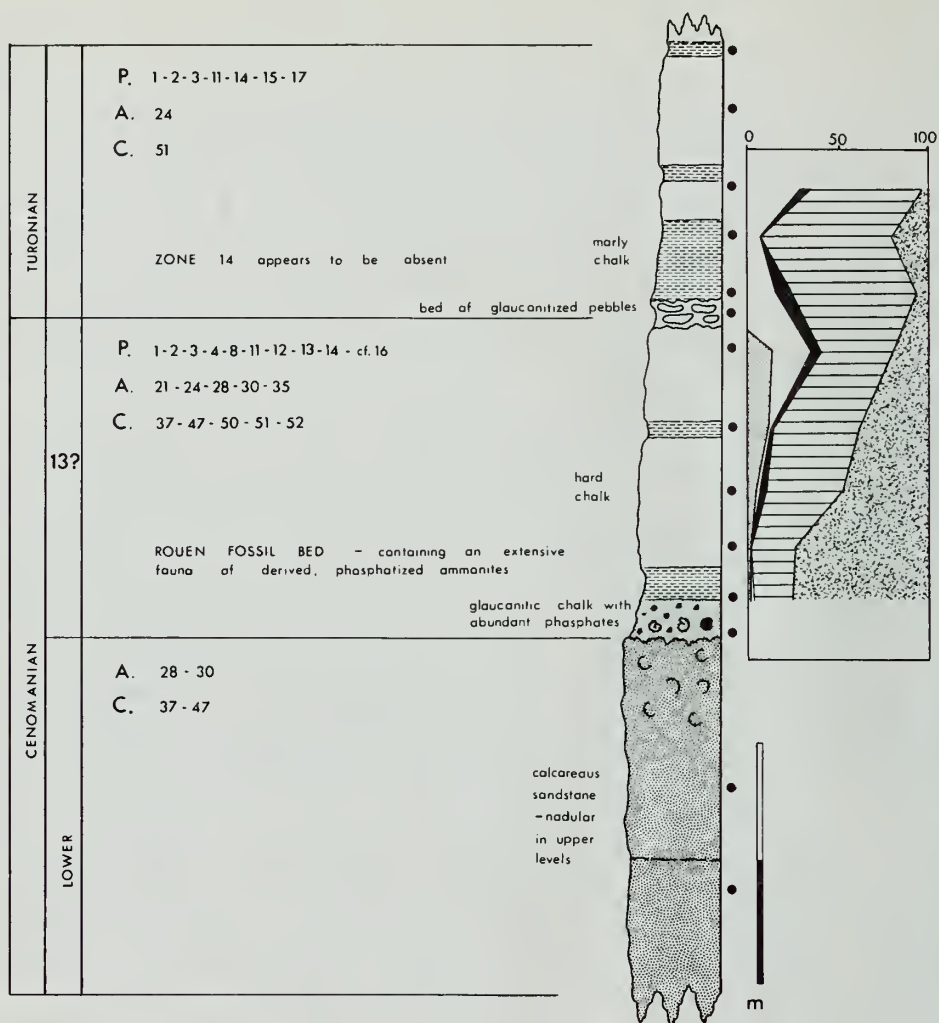 TURONIAN
P. 1-2-3-11-14-15-17
A. 24
C. 51
ZONE 14 appears to be absent
marly
chalk
bed of glauconitized pebbles
0 50 100
CENOMANIAN
13?
P. 1-2-3-4-8-11-12-13-14-cf.16
A. 21-24-28-30-35
C. 37-47-50-51-52
hard
chalk
ROUEN FOSSIL BED - containing an extensive
fauna of derived, phosphatized ammonites
glauconitic chalk with
abundant phosphates
LOWER
A. 28-30
C. 37-47
calcareous
sandstone
-nodular
in upper
levels
m